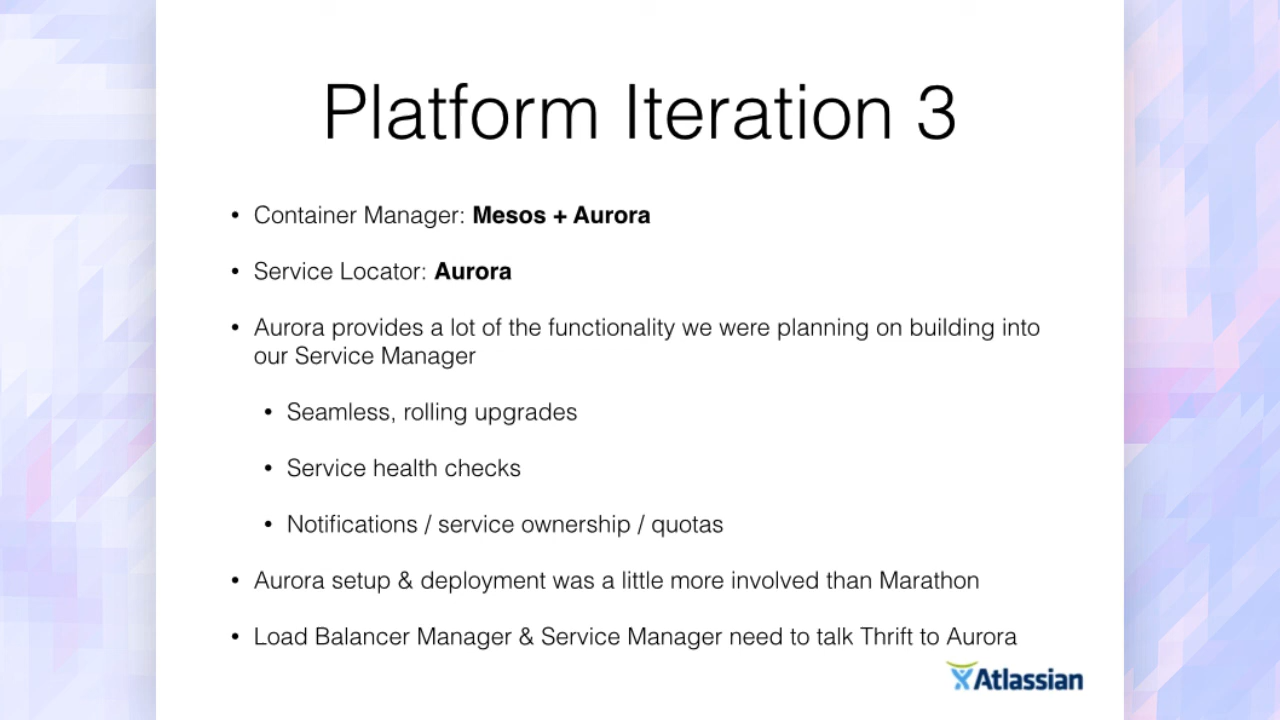 Platform Iteration 3
• Container Manager: Mesos + Aurora
• Service Locator: Aurora
• Aurora provides a lot of the functionality we were planning on building into
our Service Manager
• Seamless, rolling upgrades
• Service health checks
• Notifications / service ownership / quotas
• Aurora setup & deployment was a little more involved than Marathon
• Load Balancer Manager & Service Manager need to talk Thrift to Aurora
Atlassian